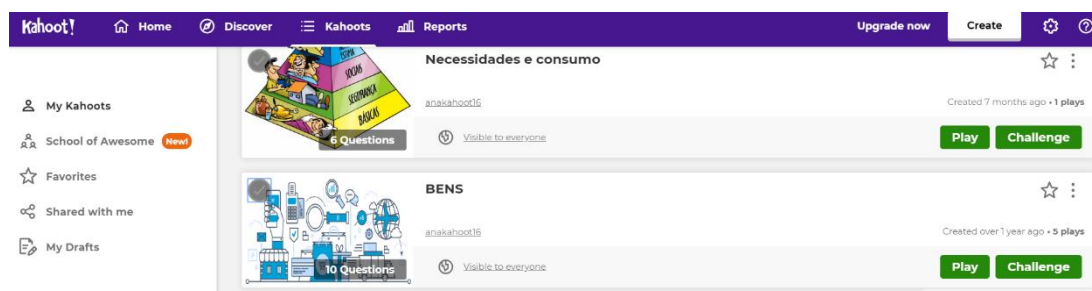 Kahoot! Home Discover Kahoots Reports Upgrade now Create
My Kahoots
School of Awesome New!
Favorites
Shared with me
My Drafts
ESTIMA
SOCIAIS
SEGURANÇA
BÁSICAS
6 Questions
Necessidades e consumo
anakahoot16
Created 7 months ago • 1 plays
Visible to everyone
Play Challenge
10 Questions
BENS
anakahoot16
Created over 1 year ago • 5 plays
Visible to everyone
Play Challenge